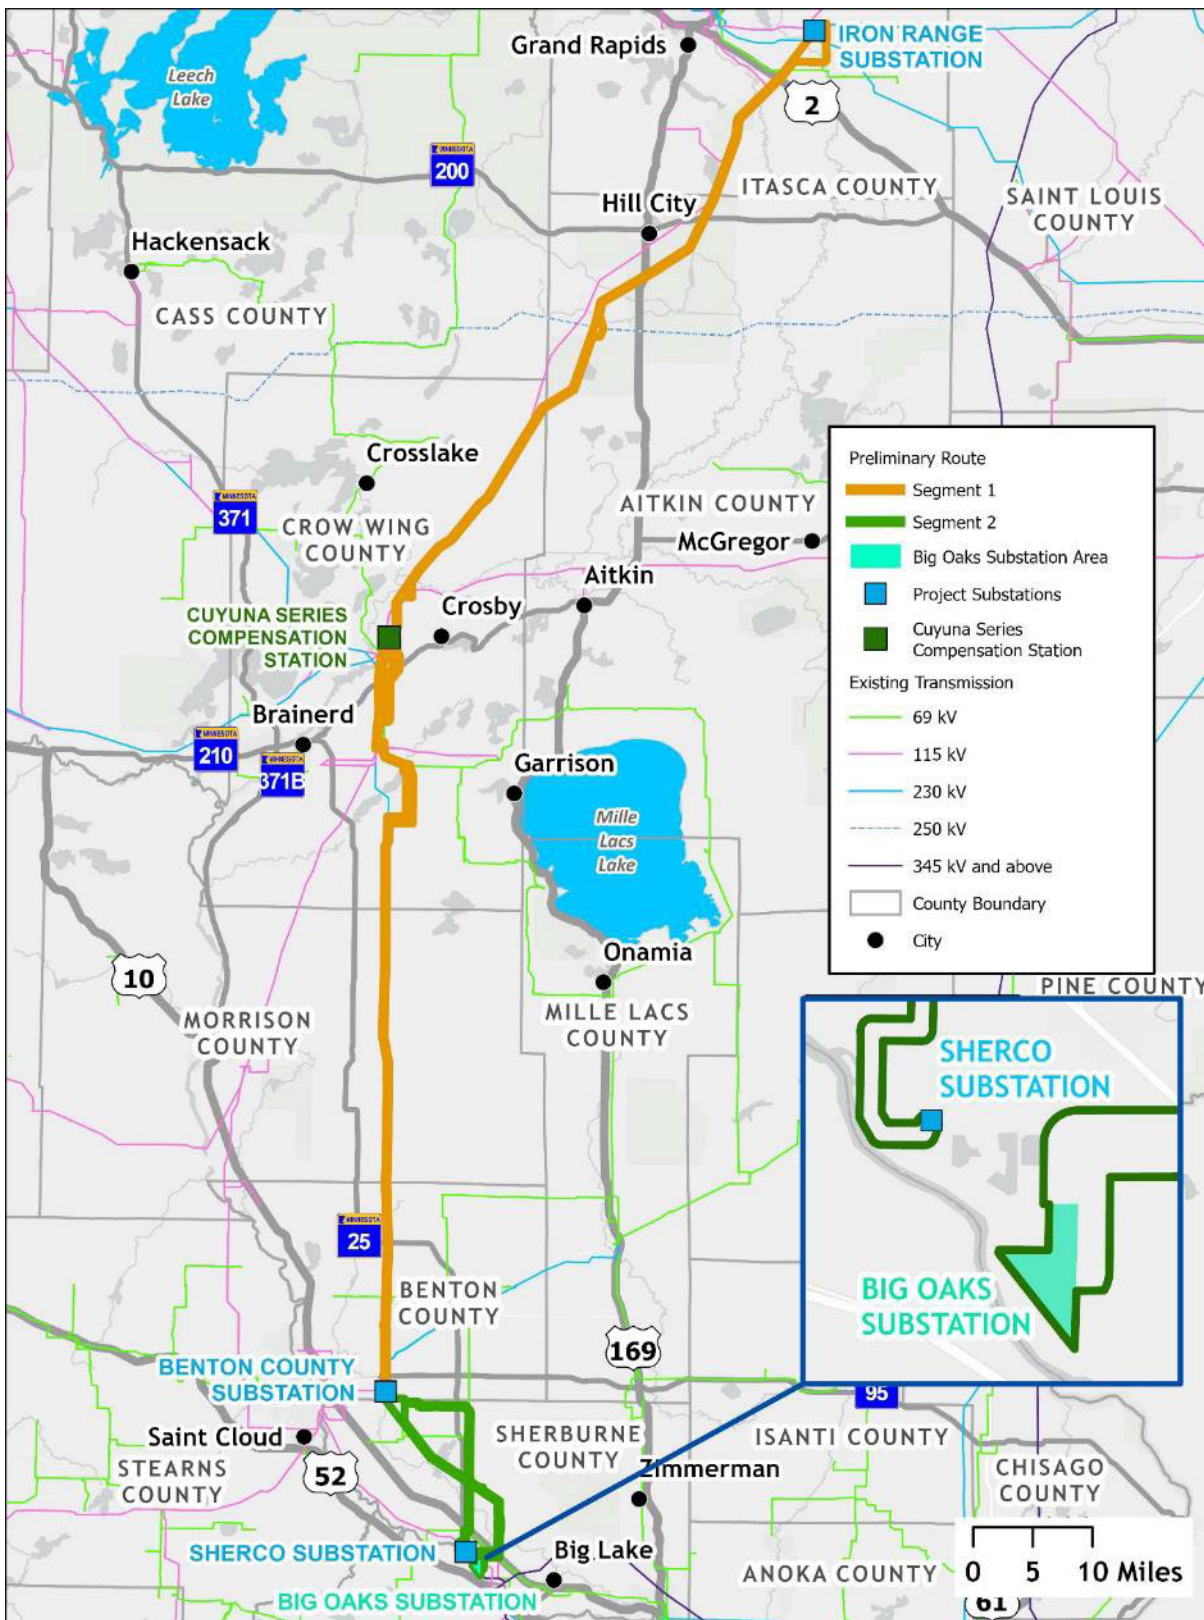 IRON RANGE
SUBSTATION
Grand Rapids
Leech
Lake
2
MINNESOTA
200
ITASCA COUNTY
SAINT LOUIS
COUNTY
Hill City
Hackensack
CASS COUNTY
Crosslake
MINNESOTA
371
CROW WING
COUNTY
AITKIN COUNTY
McGregor
Aitkin
CUYUNA SERIES
COMPENSATION
STATION
Crosby
Brainerd
MINNESOTA
210
MINNESOTA
371B
Garrison
Mille
Lacs
Lake
Preliminary Route
Segment 1
Segment 2
Big Oaks Substation Area
Project Substations
Cuyuna Series
Compensation Station
Existing Transmission
69 kV
115 kV
230 kV
250 kV
345 kV and above
County Boundary
City
10
Onamia
MILLE LACS
COUNTY
PINE COUNTY
MORRISON
COUNTY
SHERCO
SUBSTATION
BIG OAKS
SUBSTATION
MINNESOTA
25
BENTON
COUNTY
169
BENTON COUNTY
SUBSTATION
95
Saint Cloud
STEARNS
COUNTY
52
SHERBURNE
COUNTY
Zimmerman
ISANTI COUNTY
CHISAGO
COUNTY
SHERCO SUBSTATION
Big Lake
BIG OAKS SUBSTATION
ANOKA COUNTY
0 5 10 Miles
61